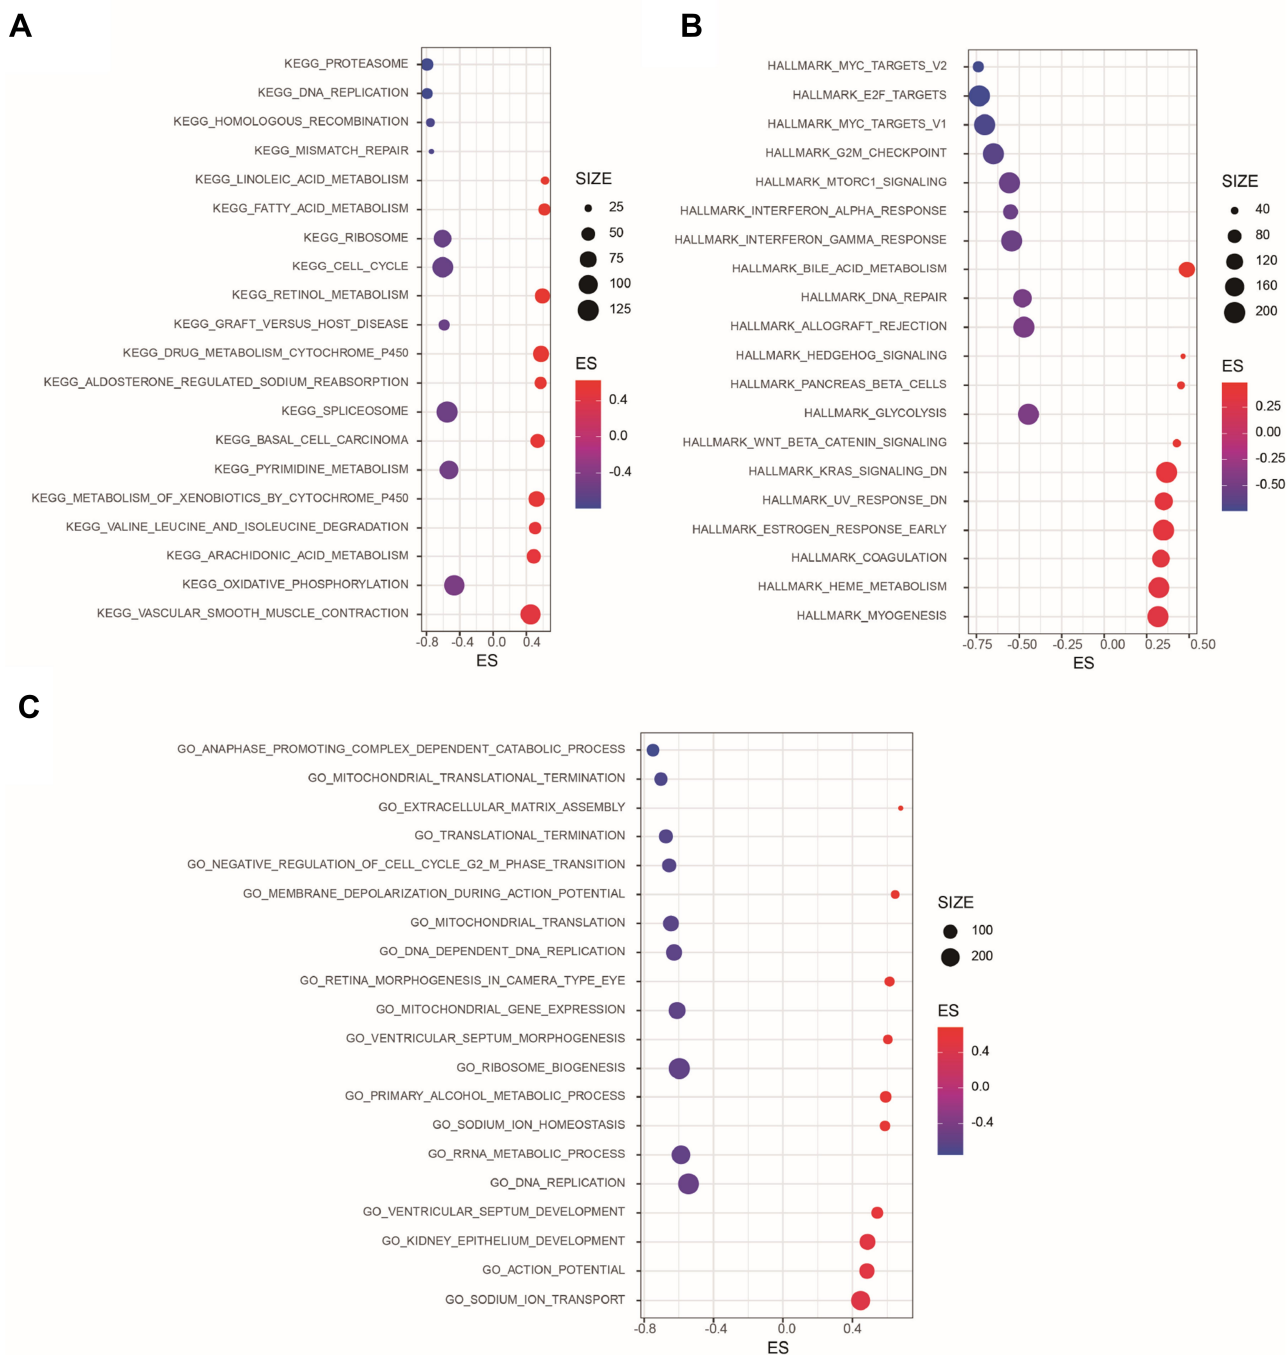 A
KEGG_PROTEASOME
KEGG_DNA_REPLICATION
KEGG_HOMOLOGOUS_RECOMBINATION
KEGG_MISMATCH_REPAIR
KEGG_LINOLEIC_ACID_METABOLISM
KEGG_FATTY_ACID_METABOLISM
KEGG_RIBOSOME
KEGG_CELL_CYCLE
KEGG_RETINOL_METABOLISM
KEGG_GRAFT_VERSUS_HOST_DISEASE
KEGG_DRUG_METABOLISM_CYTOCHROME_P450
KEGG_ALDOSTERONE_REGULATED_SODIUM_REABSORPTION
KEGG_SPLICEOSOME
KEGG_BASAL_CELL_CARCINOMA
KEGG_PYRIMIDINE_METABOLISM
KEGG_METABOLISM_OF_XENOBIOTICS_BY_CYTOCHROME_P450
KEGG_VALINE_LEUCINE_AND_ISOLEUCINE_DEGRADATION
KEGG_ARACHIDONIC_ACID_METABOLISM
KEGG_OXIDATIVE_PHOSPHORYLATION
KEGG_VASCULAR_SMOOTH_MUSCLE_CONTRACTION
-0.8 -0.4 0.0 0.4
ES
SIZE
25
50
75
100
125
ES
0.4
0.0
-0.4
B
HALLMARK_MYC_TARGETS_V2
HALLMARK_E2F_TARGETS
HALLMARK_MYC_TARGETS_V1
HALLMARK_G2M_CHECKPOINT
HALLMARK_MTORC1_SIGNALING
HALLMARK_INTERFERON_ALPHA_RESPONSE
HALLMARK_INTERFERON_GAMMA_RESPONSE
HALLMARK_BILE_ACID_METABOLISM
HALLMARK_DNA_REPAIR
HALLMARK_ALLOGRAFT_REJECTION
HALLMARK_HEDGEHOG_SIGNALING
HALLMARK_PANCREAS_BETA_CELLS
HALLMARK_GLYCOLYSIS
HALLMARK_WNT_BETA_CATENIN_SIGNALING
HALLMARK_KRAS_SIGNALING_DN
HALLMARK_UV_RESPONSE_DN
HALLMARK_ESTROGEN_RESPONSE_EARLY
HALLMARK_COAGULATION
HALLMARK_HEME_METABOLISM
HALLMARK_MYOGENESIS
-0.75 -0.50 -0.25 0.00 0.25 0.50
ES
SIZE
40
80
120
160
200
ES
0.25
0.00
-0.25
-0.50
C
GO_ANAPHASE_PROMOTING_COMPLEX_DEPENDENT_CATABOLIC_PROCESS
GO_MITOCHONDRIAL_TRANSLATIONAL_TERMINATION
GO_EXTRACELLULAR_MATRIX_ASSEMBLY
GO_TRANSLATIONAL_TERMINATION
GO_NEGATIVE_REGULATION_OF_CELL_CYCLE_G2_M_PHASE_TRANSITION
GO_MEMBRANE_DEPOLARIZATION_DURING_ACTION_POTENTIAL
GO_MITOCHONDRIAL_TRANSLATION
GO_DNA_DEPENDENT_DNA_REPLICATION
GO_RETINA_MORPHOGENESIS_IN_CAMERA_TYPE_EYE
GO_MITOCHONDRIAL_GENE_EXPRESSION
GO_VENTRICULAR_SEPTUM_MORPHOGENESIS
GO_RIBOSOME_BIOGENESIS
GO_PRIMARY_ALCOHOL_METABOLIC_PROCESS
GO_SODIUM_ION_HOMEOSTASIS
GO_RRNA_METABOLIC_PROCESS
GO_DNA_REPLICATION
GO_VENTRICULAR_SEPTUM_DEVELOPMENT
GO_KIDNEY_EPITHELIUM_DEVELOPMENT
GO_ACTION_POTENTIAL
GO_SODIUM_ION_TRANSPORT
-0.8 -0.4 0.0 0.4
ES
SIZE
100
200
ES
0.4
0.0
-0.4